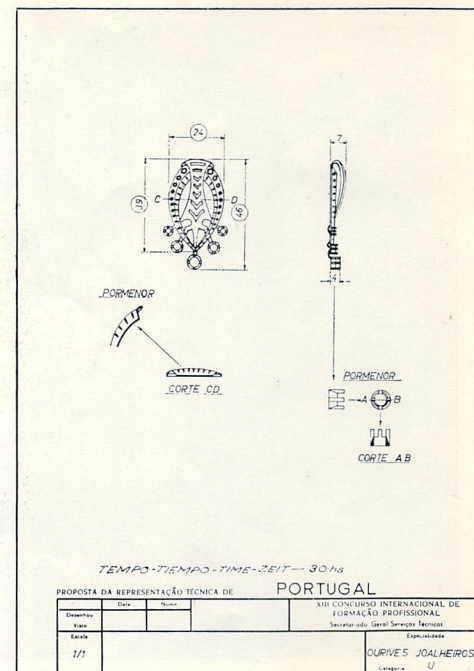 24
7
39
C
D
46
4
PORMENOR
CORTE CD
PORMENOR
A
B
CORTE AB
TEMPO-TIEMPO-TIME-ZEIT — 30 hs
PROPOSTA DA REPRESENTAÇÃO TÉCNICA DE PORTUGAL
Data
Nome
XIII CONCURSO INTERNACIONAL DE
FORMAÇÃO PROFISSIONAL
Secretariado Geral Serviços Técnicos
Desenhou
Visto
Escala
1/1
Especialidade
OURIVES JOALHEIROS
Categoria U